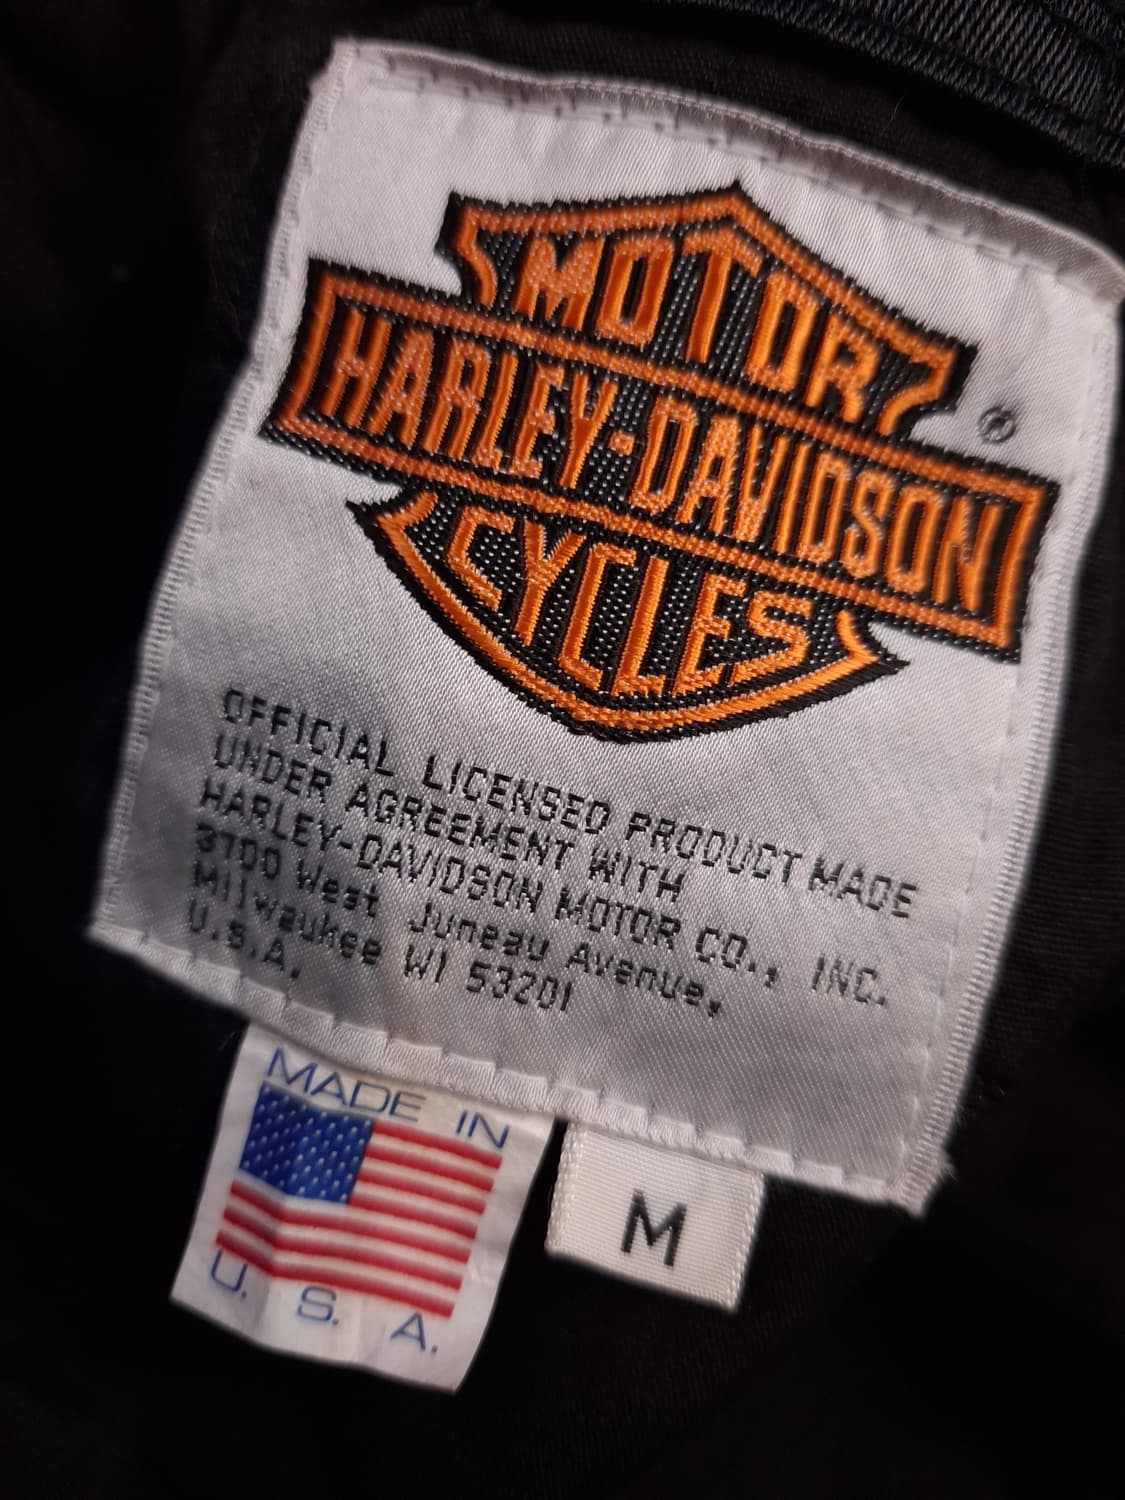 MOTOR
HARLEY-DAVIDSON
®
CYCLES
OFFICIAL LICENSED PRODUCT MADE
UNDER AGREEMENT WITH
HARLEY-DAVIDSON MOTOR CO., INC.
3700 West Juneau Avenue,
Milwaukee WI 53201
U.S.A.
MADE IN
U. S. A.
M